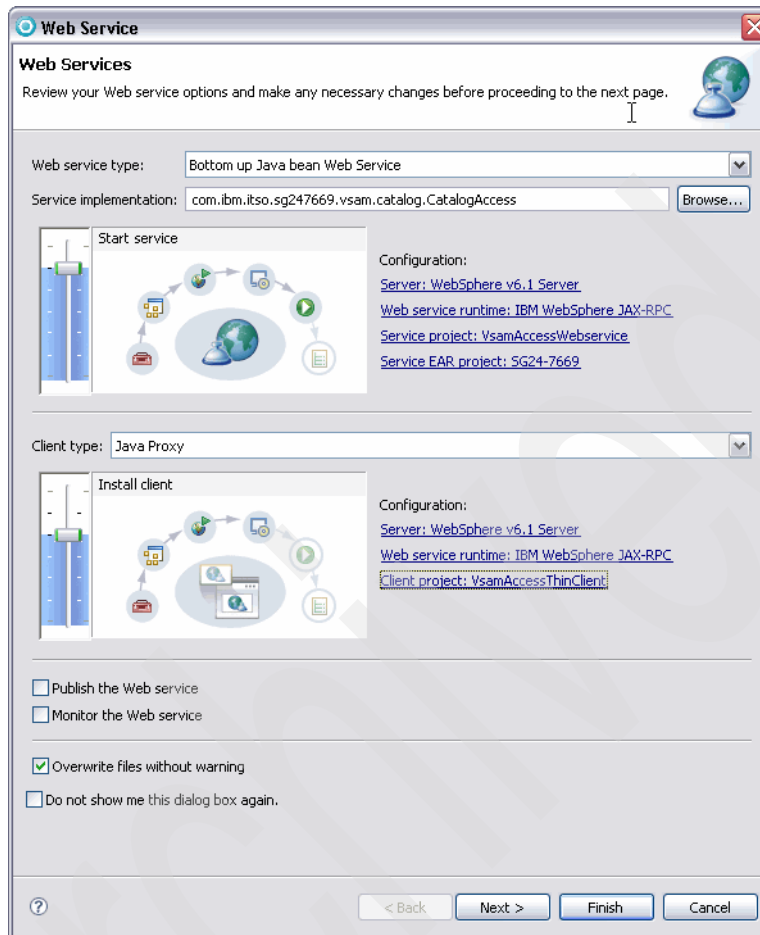 Web Service
Web Services
Review your Web service options and make any necessary changes before proceeding to the next page.
Web service type: Bottom up Java bean Web Service
Service implementation: com.ibm.itso.sg247669.vsam.catalog.CatalogAccess Browse...
Start service
Configuration:
Server: WebSphere v6.1 Server
Web service runtime: IBM WebSphere JAX-RPC
Service project: VsamAccessWebservice
Service EAR project: SG24-7669
Client type: Java Proxy
Install client
Configuration:
Server: WebSphere v6.1 Server
Web service runtime: IBM WebSphere JAX-RPC
Client project: VsamAccessThinClient
Publish the Web service
Monitor the Web service
Overwrite files without warning
Do not show me this dialog box again.
? < Back Next > Finish Cancel